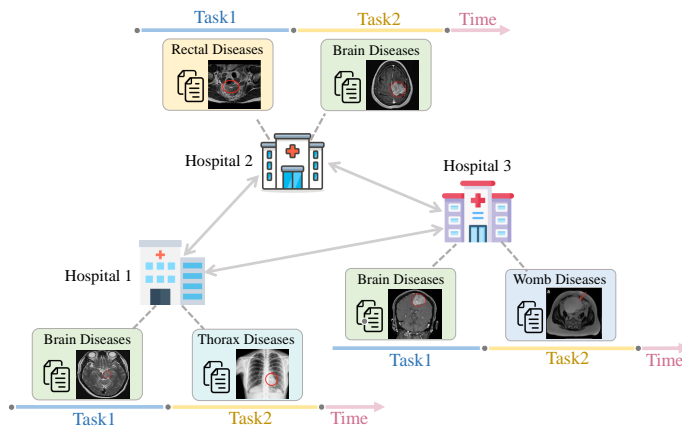 Task1
Task2
Time
Rectal Diseases
Brain Diseases
Hospital 2
Hospital 3
Hospital 1
Brain Diseases
Womb Diseases
Brain Diseases
Thorax Diseases
Task1
Task2
Time
Task1
Task2
Time